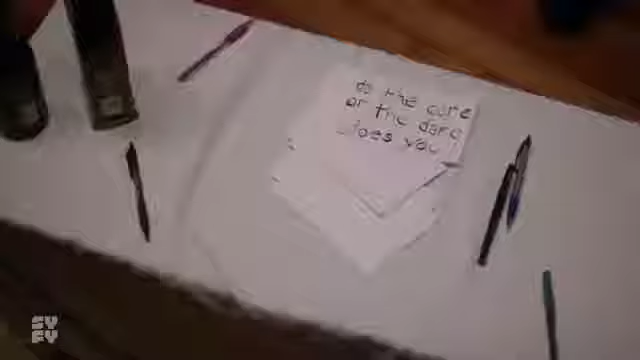 do the cure
or the dare
does you
SY
FY